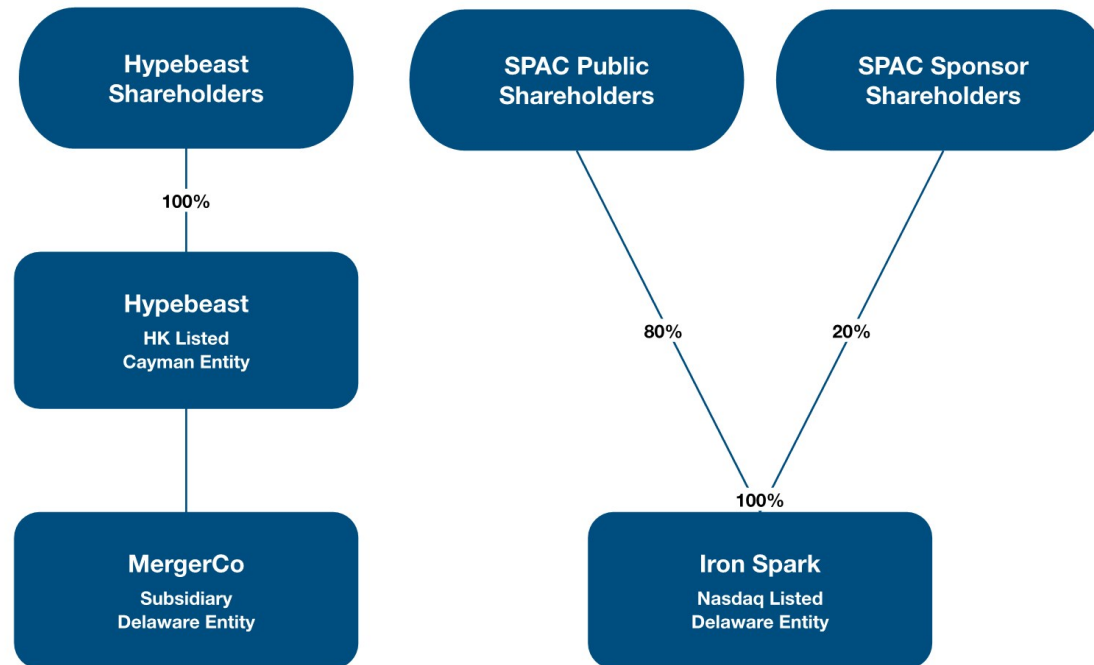 Hypebeast
Shareholders
SPAC Public
Shareholders
SPAC Sponsor
Shareholders
100%
Hypebeast
HK Listed
Cayman Entity
80%
20%
100%
MergerCo
Subsidiary
Delaware Entity
Iron Spark
Nasdaq Listed
Delaware Entity